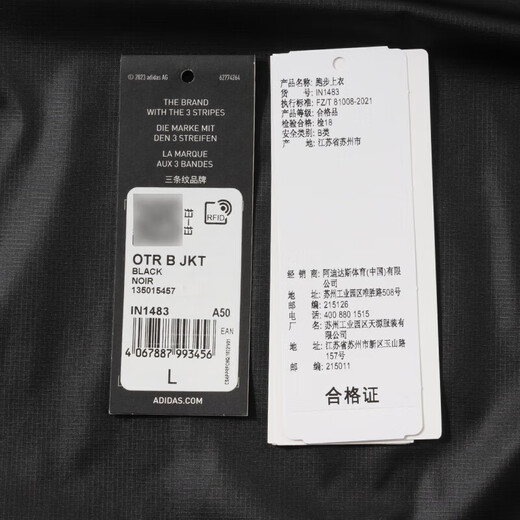 © 2023 adidas AG 62774264
THE BRAND
WITH THE 3 STRIPES
DIE MARKE MIT
DEN 3 STREIFEN
LA MARQUE
AUX 3 BANDES
三条纹品牌
RFID
OTR B JKT
BLACK
NOIR
135015457
IN1483 A50
EAN
4 067887 993456
L
ADIDAS.COM
产品名称: 跑步上衣
货 号: IN1483
执行标准: FZ/T 81008-2021
产品等级: 合格品
检验合格: 检18
安全类别: B类
产 地: 江苏省苏州市
经 销 商: 阿迪达斯体育(中国)有限
公司
地址: 苏州工业园区唯胜路508号
邮编: 215126
电话: 400 880 1515
厂 名: 苏州工业园区天源服装有
限公司
地址: 江苏省苏州市新区玉山路
157号
邮 编: 215011
合格证